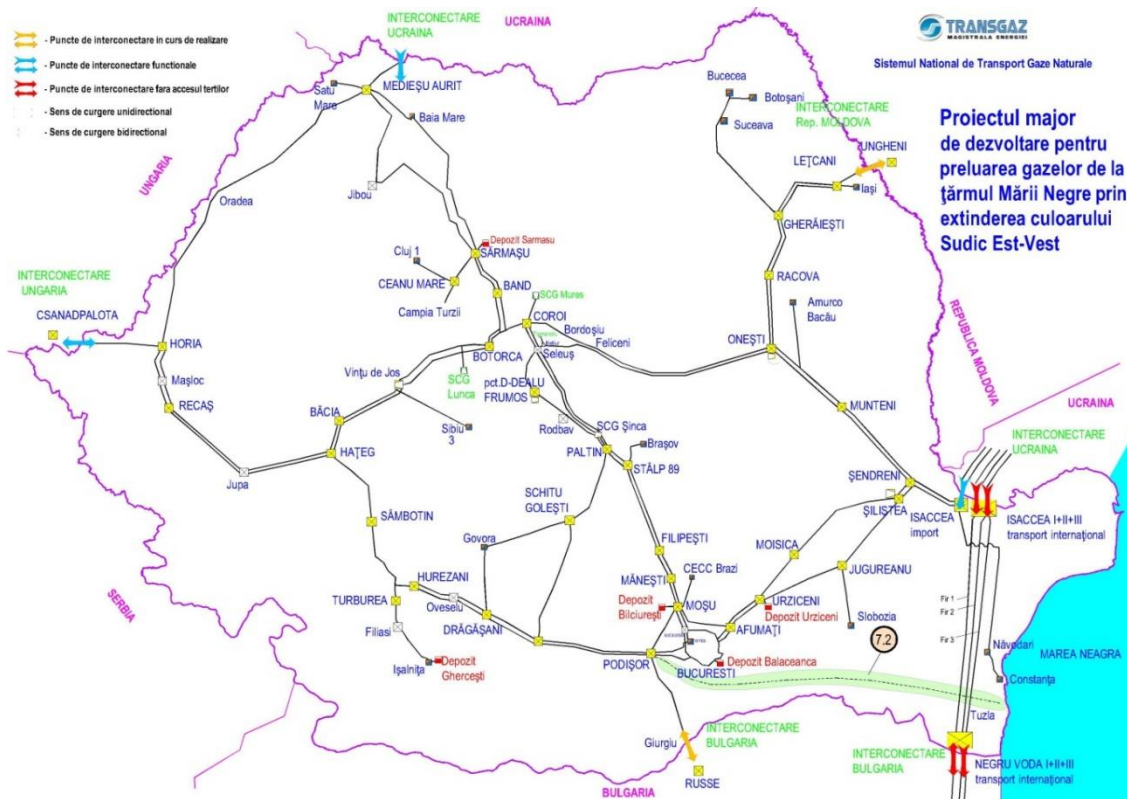 INTERCONECTARE
UCRAINA
UCRAINA
TRANSGAZ
MAGISTRALA ENERGIEI
Sistemul National de Transport Gaze Naturale
- Puncte de interconectare in curs de realizare
- Puncte de interconectare functionale
- Puncte de interconectare fara accesul tertilor
- Sens de curgere unidirectional
- Sens de curgere bidirectional
Proiectul major
de dezvoltare pentru
preluarea gazelor de la
ţărmul Mării Negre prin
extinderea culoarului
Sudic Est-Vest
MEDIEŞU AURIT
Satu
Mare
Baia Mare
Bucecea
Botoşani
Suceava
INTERCONECTARE
Rep. MOLDOVA
UNGHENI
LEŢCANI
Iaşi
UNGARIA
Jibou
Oradea
GHERĂIEŞTI
Depozit Sarmasu
SĂRMAŞU
Cluj 1
CEANU MARE
Campia Turzii
BAND
RACOVA
Amurco
Bacău
INTERCONECTARE
UNGARIA
CSANADPALOTA
HORIA
SCG Mures
COROI
Bordoşiu
Feliceni
Seleuş
ONEŞTI
REPUBLICA MOLDOVA
BOTORCA
Maşloc
RECAŞ
Vinţu de Jos
SCG
Lunca
pct.D-DEALU
FRUMOS
MUNTENI
UCRAINA
BĂCIA
Sibiu
3
Rodbav
SCG Şinca
Braşov
INTERCONECTARE
UCRAINA
HAŢEG
PALTIN
STÂLP 89
Jupa
ŞENDRENI
ŞILIŞTEA
SCHITU
GOLEŞTI
ISACCEA
import
ISACCEA I+II+III
transport internaţional
SÂMBOTIN
Govora
FILIPEŞTI
MOISICA
CECC Brazi
MĂNEŞTI
JUGUREANU
HUREZANI
Oveselu
TURBUREA
Depozit
Bilciureşti
MOŞU
URZICENI
Depozit Urziceni
Slobozia
Fir 1
Fir 2
Fir 3
SERBIA
Filiasi
DRĂGĂŞANI
AFUMAŢI
7.2
Năvodari
MAREA NEAGRA
Işalniţa
Depozit
Gherceşti
PODIŞOR
BUCURESTI
Depozit Balaceanca
Constanţa
Tuzla
Giurgiu
INTERCONECTARE
BULGARIA
RUSSE
BULGARIA
INTERCONECTARE
BULGARIA
NEGRU VODA I+II+III
transport internaţional